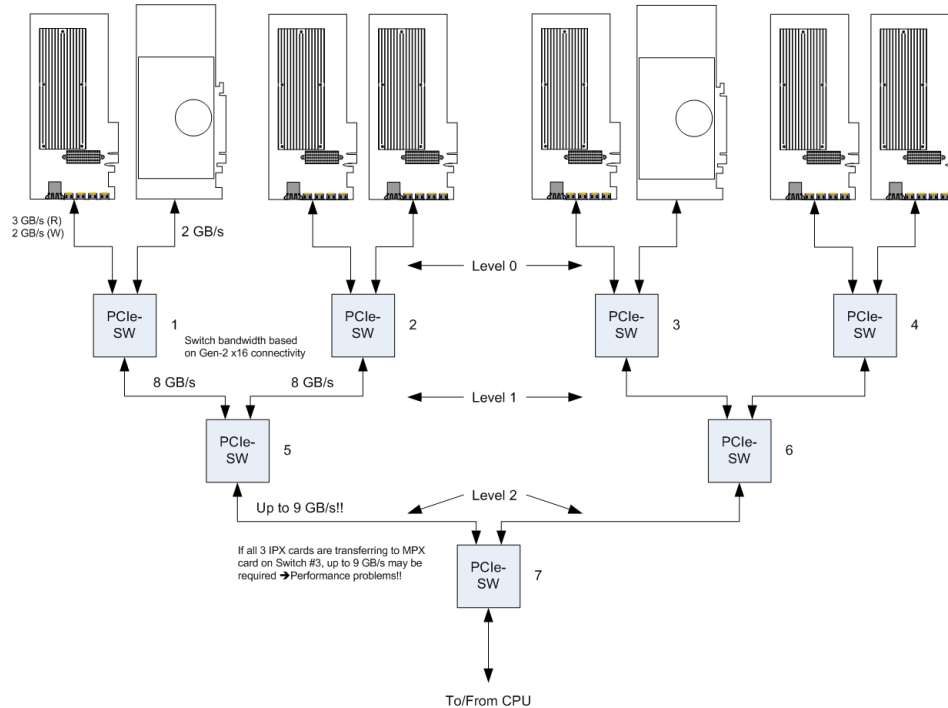 3 GB/s (R)
2 GB/s (W)
2 GB/s
Level 0
PCIe-
SW
1
PCIe-
SW
2
PCIe-
SW
3
PCIe-
SW
4
Switch bandwidth based
on Gen-2 x16 connectivity
8 GB/s
8 GB/s
Level 1
PCIe-
SW
5
PCIe-
SW
6
Level 2
Up to 9 GB/s!!
If all 3 IPX cards are transferring to MPX
card on Switch #3, up to 9 GB/s may be
required ➔Performance problems!!
PCIe-
SW
7
To/From CPU